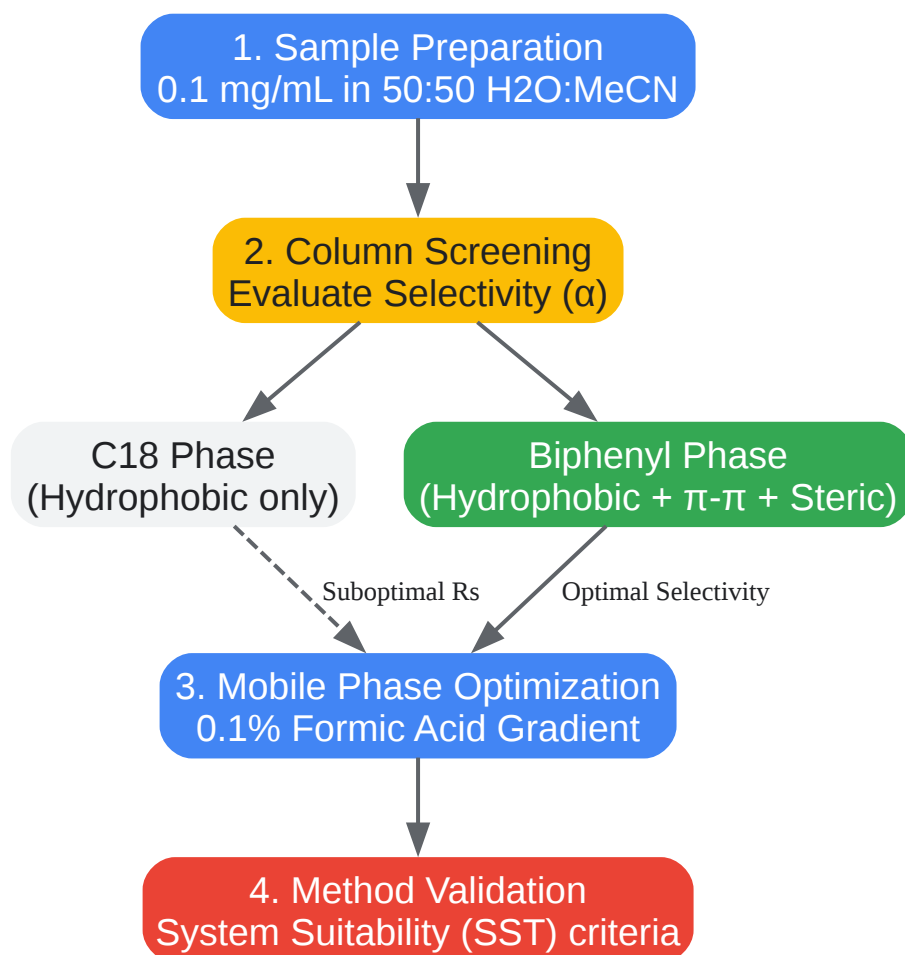 1. Sample Preparation
0.1 mg/mL in 50:50 H2O:MeCN
2. Column Screening
Evaluate Selectivity (α)
C18 Phase
(Hydrophobic only)
Biphenyl Phase
(Hydrophobic + π-π + Steric)
Suboptimal Rs
Optimal Selectivity
3. Mobile Phase Optimization
0.1% Formic Acid Gradient
4. Method Validation
System Suitability (SST) criteria